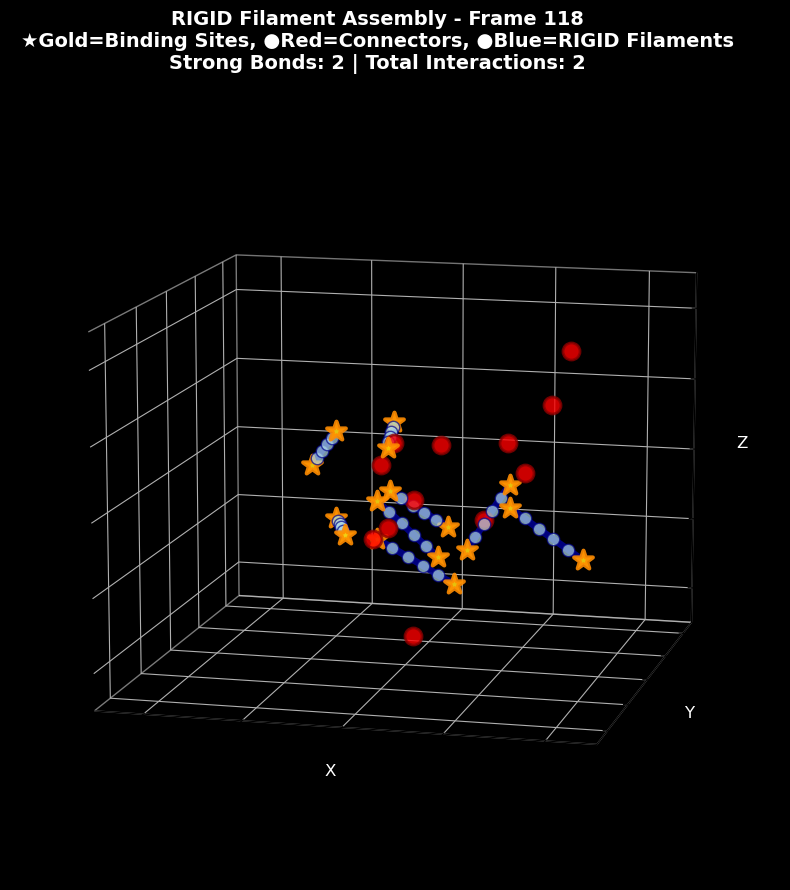 RIGID Filament Assembly - Frame 118
★Gold=Binding Sites, ●Red=Connectors, ●Blue=RIGID Filaments
Strong Bonds: 2 | Total Interactions: 2
Z
Y
X